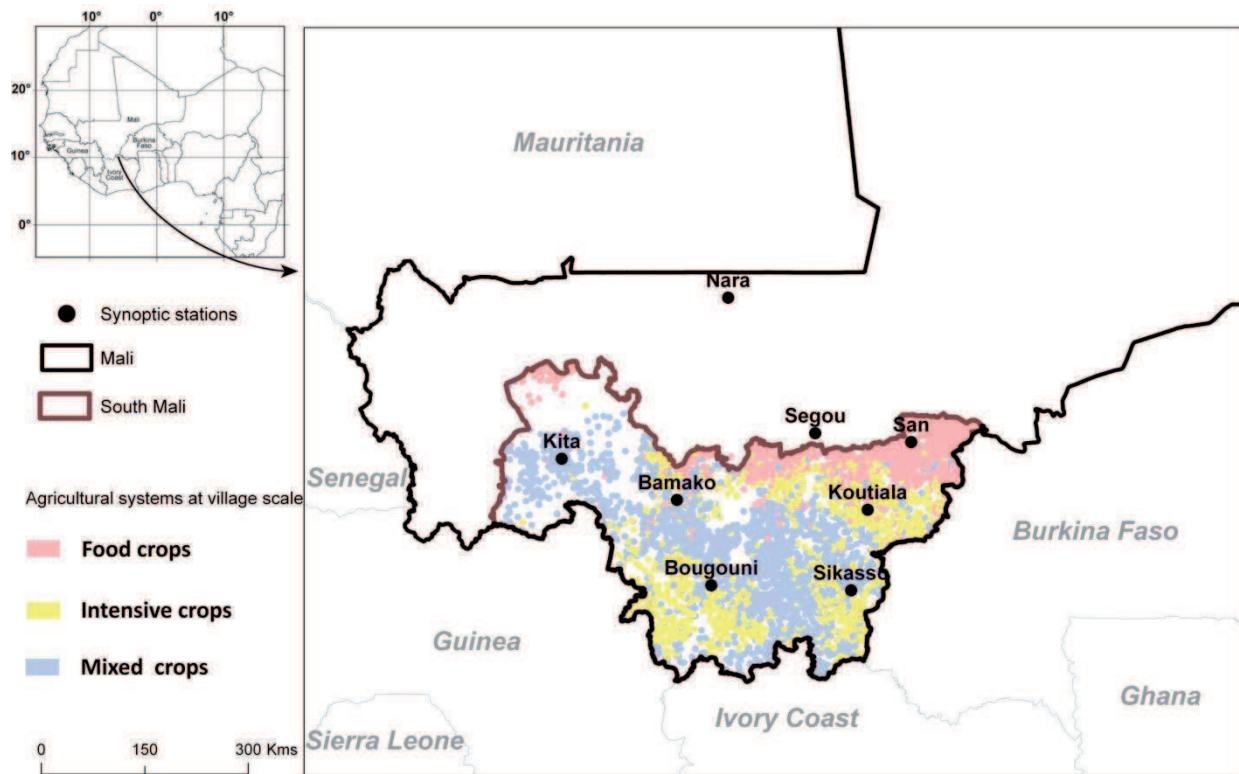 10° 0° 10°
20°
10°
0°
Mali
Burkina
Faso
Guinea
Ivory
Coast
Synoptic stations
Mali
South Mali
Agricultural systems at village scale
Food crops
Intensive crops
Mixed crops
0 150 300 Kms
Mauritania
Nara
Segou
San
Kita
Bamako
Koutiala
Senegal
Burkina Faso
Bougouni
Sikasso
Guinea
Ghana
Ivory Coast
Sierra Leone